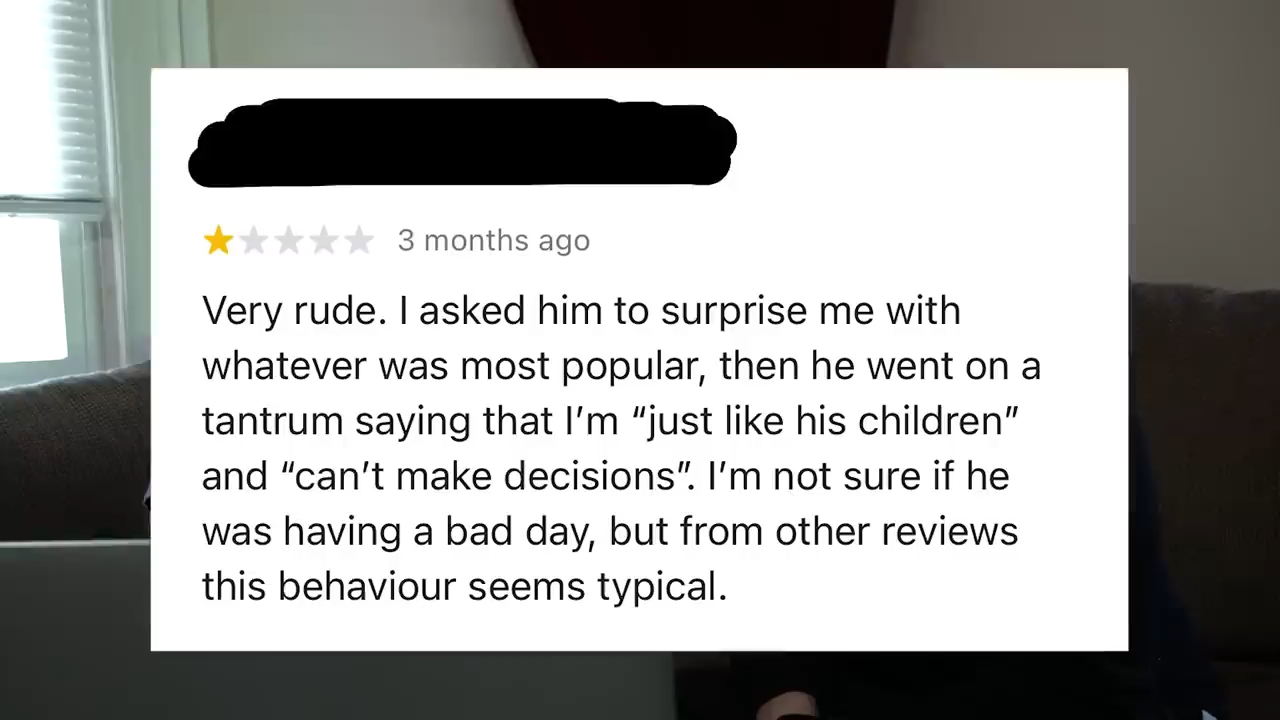 3 months ago
Very rude. I asked him to surprise me with
whatever was most popular, then he went on a
tantrum saying that I’m “just like his children”
and “can’t make decisions”. I’m not sure if he
was having a bad day, but from other reviews
this behaviour seems typical.